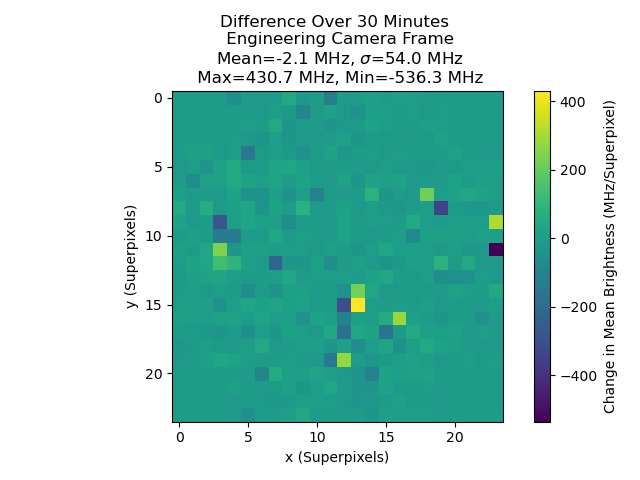 Difference Over 30 Minutes
Engineering Camera Frame
Mean=-2.1 MHz, σ=54.0 MHz
Max=430.7 MHz, Min=-536.3 MHz
0
5
10
15
20
y (Superpixels)
0
5
10
15
20
x (Superpixels)
400
200
0
−200
−400
Change in Mean Brightness (MHz/Superpixel)